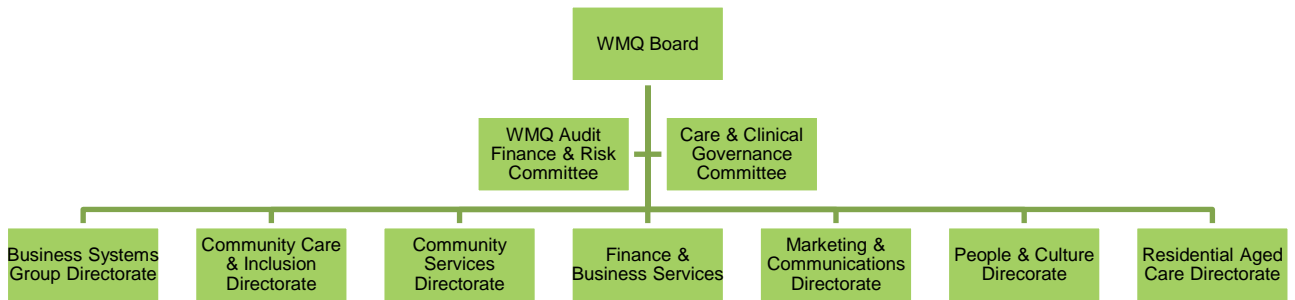 WMQ Board
WMQ Audit
Finance & Risk
Committee
Care & Clinical
Governance
Committee
Business Systems
Group Directorate
Community Care
& Inclusion
Directorate
Community
Services
Directorate
Finance &
Business Services
Marketing &
Communications
Directorate
People & Culture
Direcorate
Residential Aged
Care Directorate